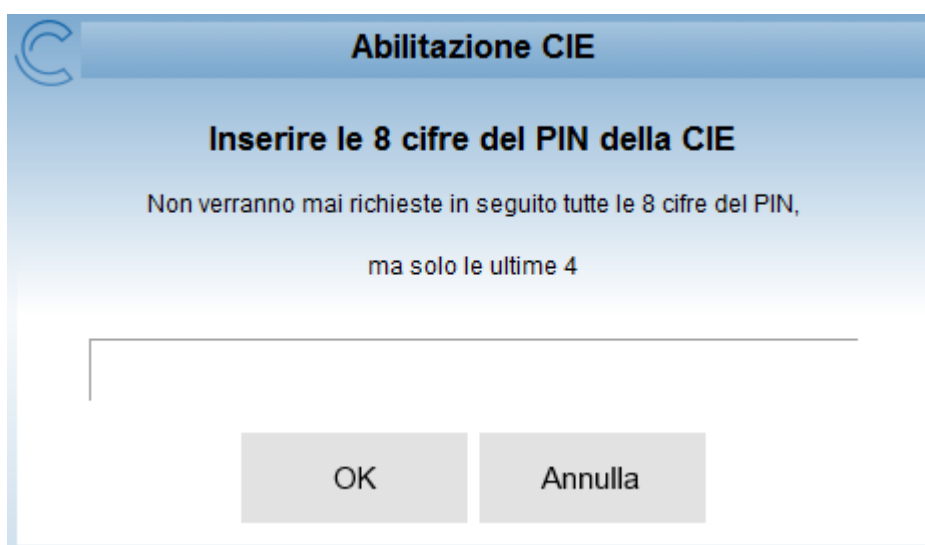 Abilitazione CIE
Inserire le 8 cifre del PIN della CIE
Non verranno mai richieste in seguito tutte le 8 cifre del PIN,
ma solo le ultime 4
OK
Annulla